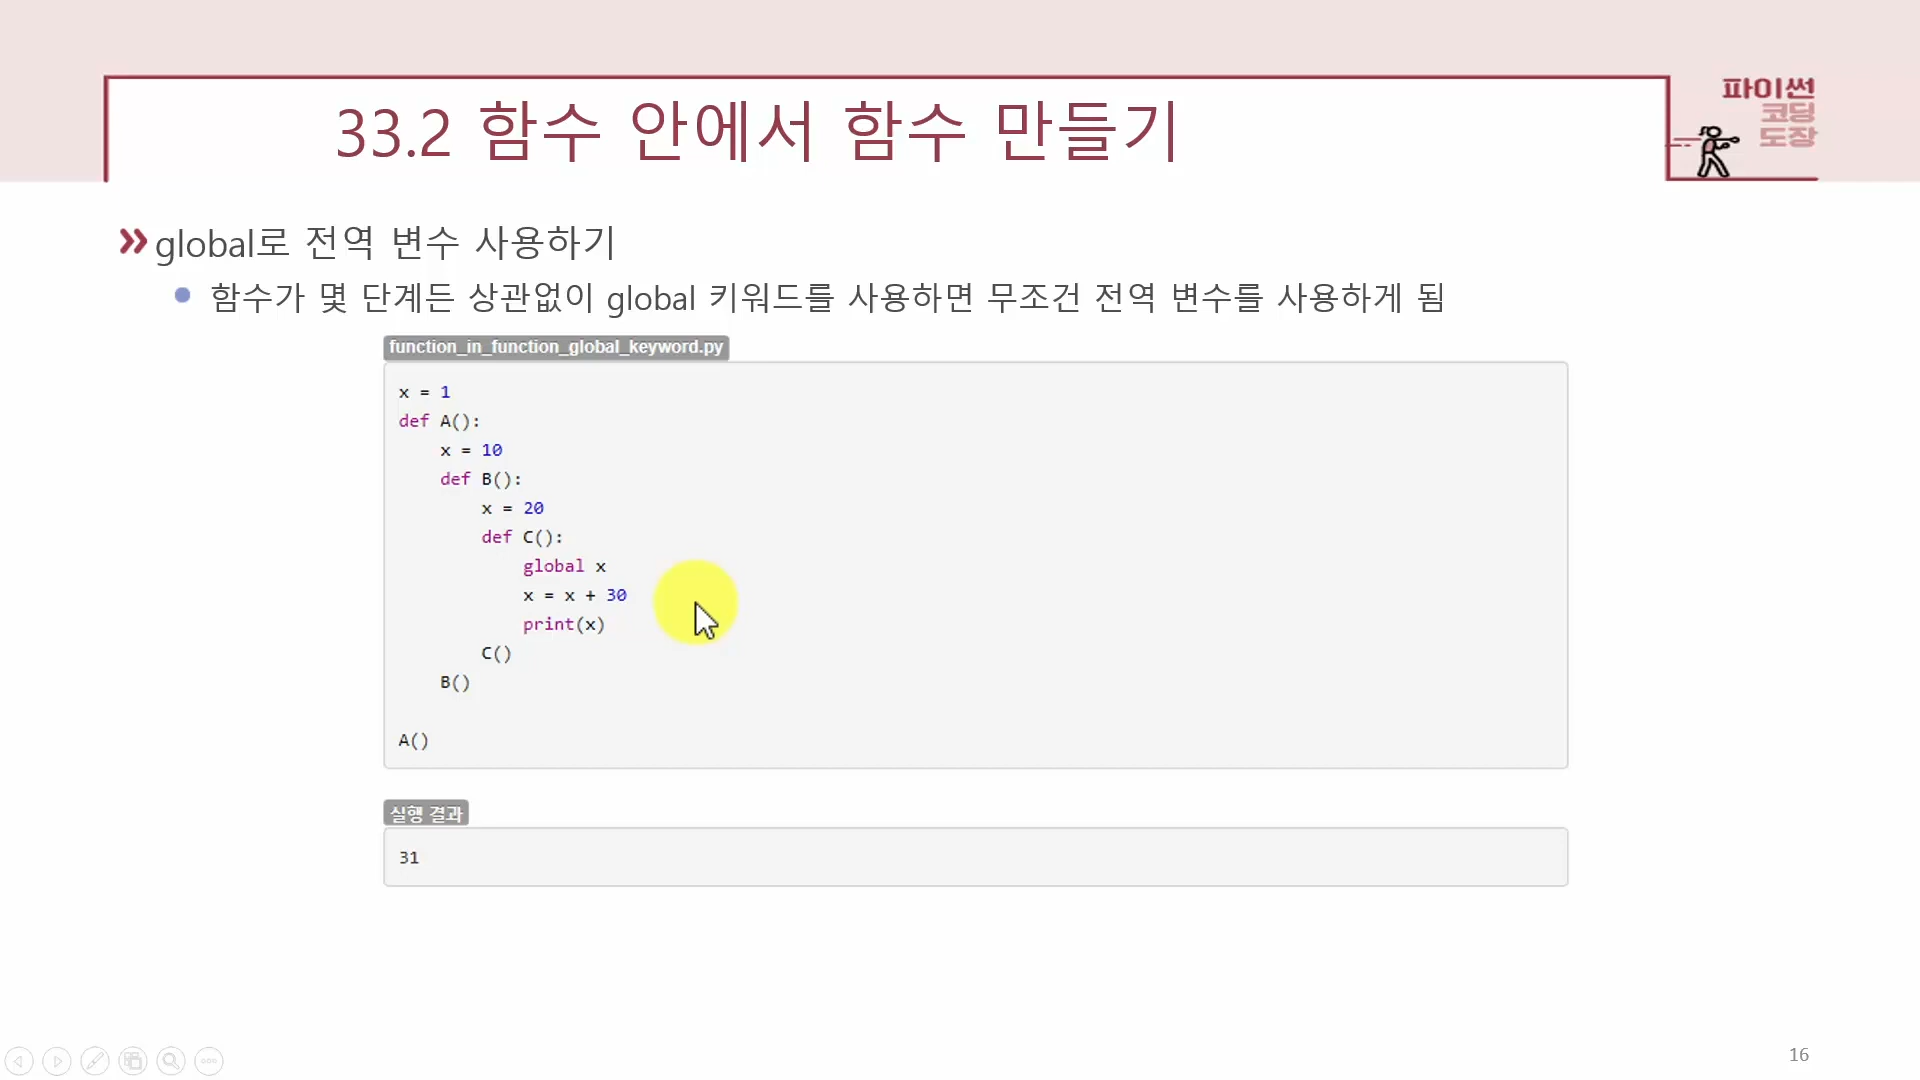 33.2 함수 안에서 함수 만들기
파이썬
코딩
도장
global로 전역 변수 사용하기
함수가 몇 단계든 상관없이 global 키워드를 사용하면 무조건 전역 변수를 사용하게 됨
function_in_function_global_keyword.py
x = 1
def A():
    x = 10
    def B():
        x = 20
        def C():
            global x
            x = x + 30
            print(x)
        C()
    B()
A()
실행 결과
31
16